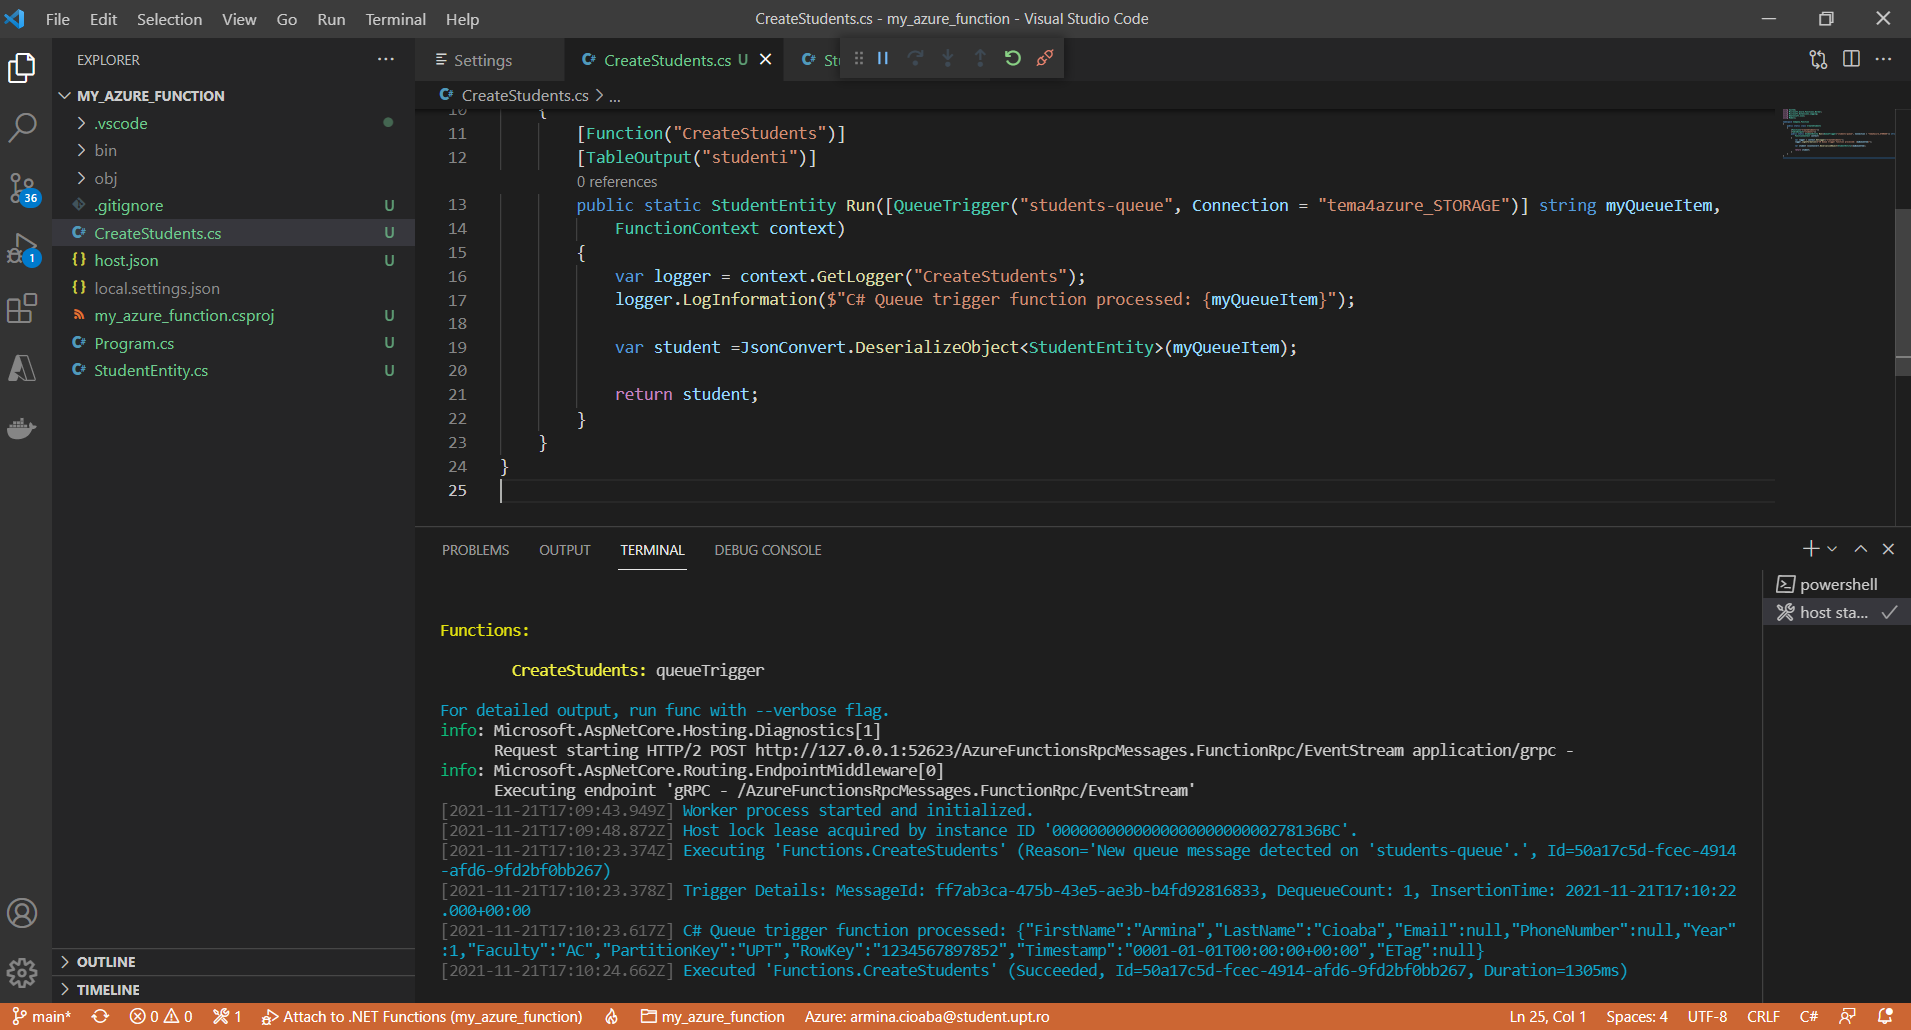 File Edit Selection View Go Run Terminal Help
CreateStudents.cs - my_azure_function - Visual Studio Code
EXPLORER
MY_AZURE_FUNCTION
.vscode
bin
obj
.gitignore U
CreateStudents.cs U
host.json U
local.settings.json
my_azure_function.csproj U
Program.cs U
StudentEntity.cs U
36
1
OUTLINE
TIMELINE
Settings
CreateStudents.cs U
CreateStudents.cs > ...
10 {
11 [Function("CreateStudents")]
12 [TableOutput("studenti")]
0 references
13 public static StudentEntity Run([QueueTrigger("students-queue", Connection = "tema4azure_STORAGE")] string myQueueItem,
14 FunctionContext context)
15 {
16 var logger = context.GetLogger("CreateStudents");
17 logger.LogInformation($"C# Queue trigger function processed: {myQueueItem}");
18
19 var student =JsonConvert.DeserializeObject<StudentEntity>(myQueueItem);
20
21 return student;
22 }
23 }
24 }
25
PROBLEMS OUTPUT TERMINAL DEBUG CONSOLE
powershell
host sta...
Functions:
CreateStudents: queueTrigger
For detailed output, run func with --verbose flag.
info: Microsoft.AspNetCore.Hosting.Diagnostics[1]
Request starting HTTP/2 POST http://127.0.0.1:52623/AzureFunctionsRpcMessages.FunctionRpc/EventStream application/grpc -
info: Microsoft.AspNetCore.Routing.EndpointMiddleware[0]
Executing endpoint 'gRPC - /AzureFunctionsRpcMessages.FunctionRpc/EventStream'
[2021-11-21T17:09:43.949Z] Worker process started and initialized.
[2021-11-21T17:09:48.872Z] Host lock lease acquired by instance ID '000000000000000000000000278136BC'.
[2021-11-21T17:10:23.374Z] Executing 'Functions.CreateStudents' (Reason='New queue message detected on 'students-queue'.', Id=50a17c5d-fcec-4914
-afd6-9fd2bf0bb267)
[2021-11-21T17:10:23.378Z] Trigger Details: MessageId: ff7ab3ca-475b-43e5-ae3b-b4fd92816833, DequeueCount: 1, InsertionTime: 2021-11-21T17:10:22
.000+00:00
[2021-11-21T17:10:23.617Z] C# Queue trigger function processed: {"FirstName":"Armina","LastName":"Cioaba","Email":null,"PhoneNumber":null,"Year"
:1,"Faculty":"AC","PartitionKey":"UPT","RowKey":"1234567897852","Timestamp":"0001-01-01T00:00:00+00:00","ETag":null}
[2021-11-21T17:10:24.662Z] Executed 'Functions.CreateStudents' (Succeeded, Id=50a17c5d-fcec-4914-afd6-9fd2bf0bb267, Duration=1305ms)
main* 0 0 1 Attach to .NET Functions (my_azure_function) my_azure_function Azure: armina.cioaba@student.upt.ro Ln 25, Col 1 Spaces: 4 UTF-8 CRLF C#